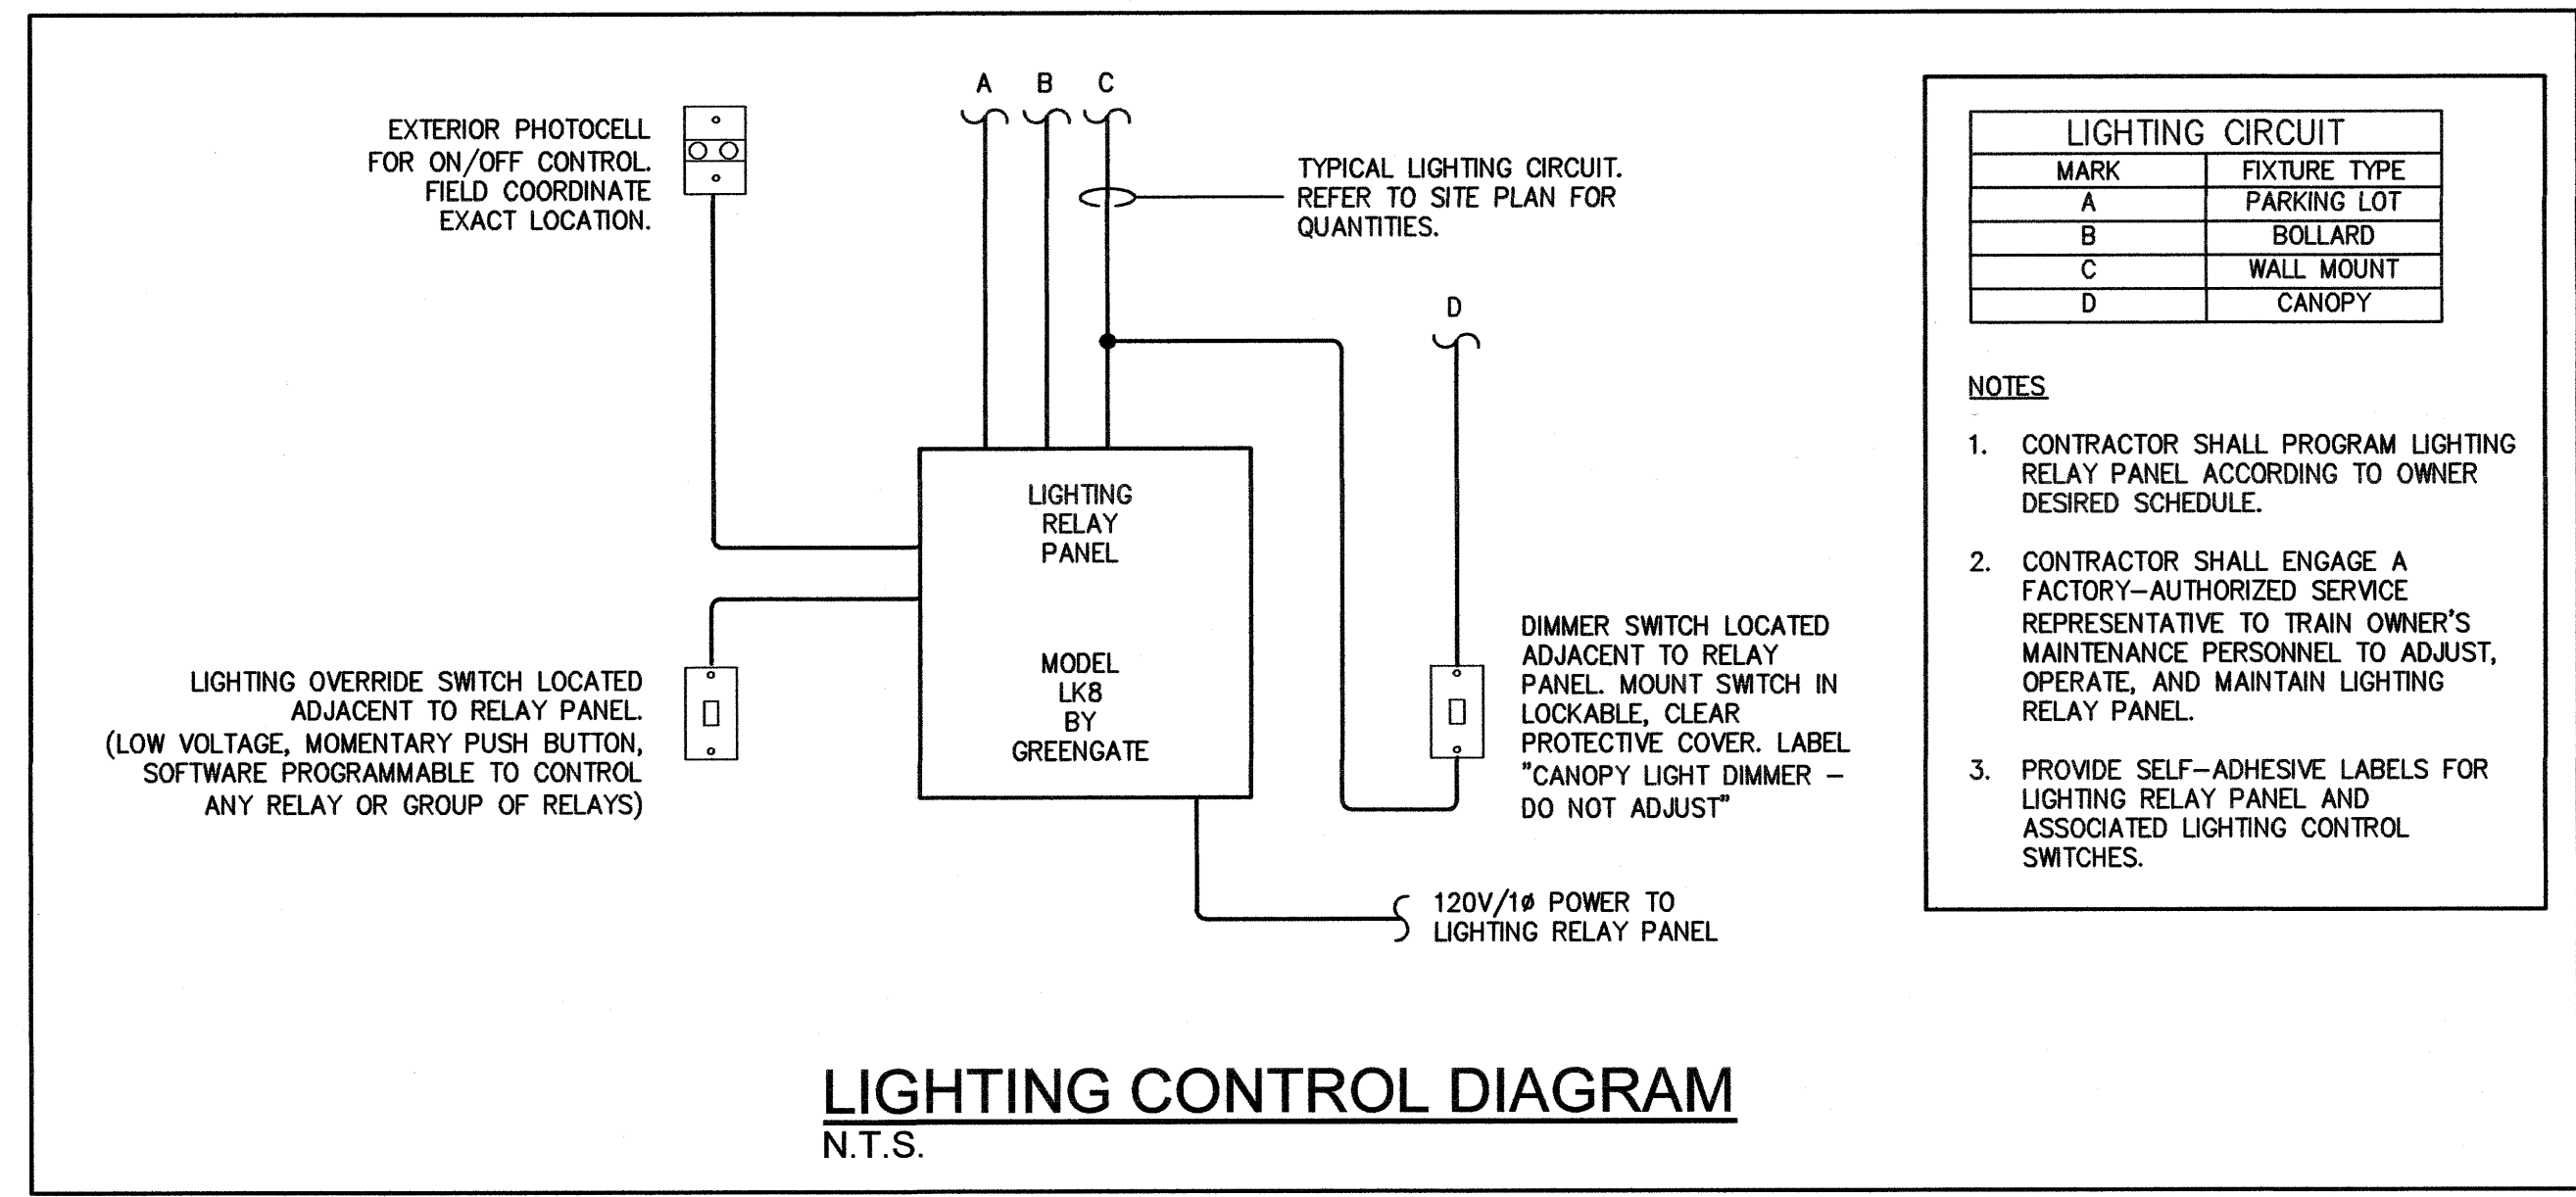 A B C
EXTERIOR PHOTOCELL
FOR ON/OFF CONTROL.
FIELD COORDINATE
EXACT LOCATION.
TYPICAL LIGHTING CIRCUIT.
REFER TO SITE PLAN FOR
QUANTITIES.
D
LIGHTING
RELAY
PANEL
MODEL
LK8
BY
GREENGATE
LIGHTING OVERRIDE SWITCH LOCATED
ADJACENT TO RELAY PANEL.
(LOW VOLTAGE, MOMENTARY PUSH BUTTON,
SOFTWARE PROGRAMMABLE TO CONTROL
ANY RELAY OR GROUP OF RELAYS)
DIMMER SWITCH LOCATED
ADJACENT TO RELAY
PANEL. MOUNT SWITCH IN
LOCKABLE, CLEAR
PROTECTIVE COVER. LABEL
"CANOPY LIGHT DIMMER –
DO NOT ADJUST"
120V/1ø POWER TO
LIGHTING RELAY PANEL
LIGHTING CIRCUIT
MARK FIXTURE TYPE
A PARKING LOT
B BOLLARD
C WALL MOUNT
D CANOPY
NOTES
1. CONTRACTOR SHALL PROGRAM LIGHTING
RELAY PANEL ACCORDING TO OWNER
DESIRED SCHEDULE.
2. CONTRACTOR SHALL ENGAGE A
FACTORY–AUTHORIZED SERVICE
REPRESENTATIVE TO TRAIN OWNER'S
MAINTENANCE PERSONNEL TO ADJUST,
OPERATE, AND MAINTAIN LIGHTING
RELAY PANEL.
3. PROVIDE SELF–ADHESIVE LABELS FOR
LIGHTING RELAY PANEL AND
ASSOCIATED LIGHTING CONTROL
SWITCHES.
LIGHTING CONTROL DIAGRAM
N.T.S.